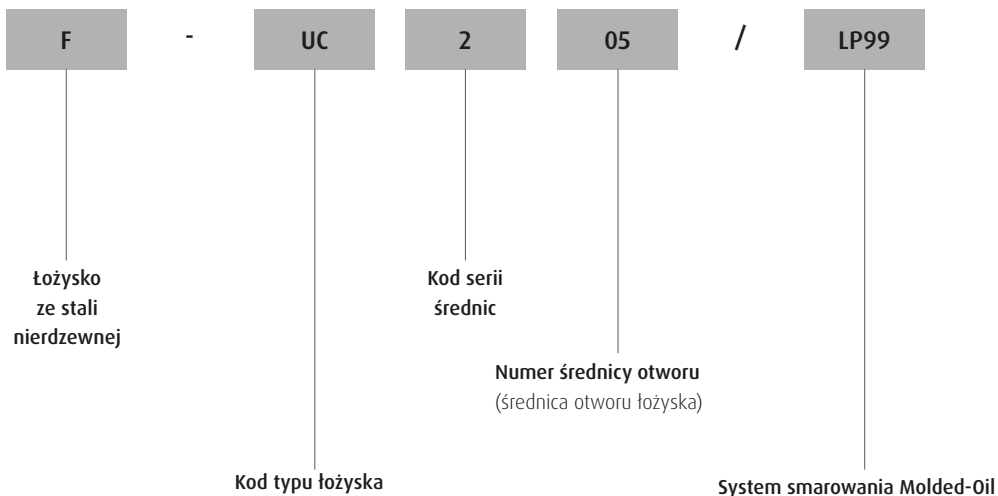 F - UC 2 05 / LP99
Łożysko
ze stali
nierdzewnej
Kod serii
średnic
Numer średnicy otworu
(średnica otworu łożyska)
Kod typu łożyska
System smarowania Molded-Oil